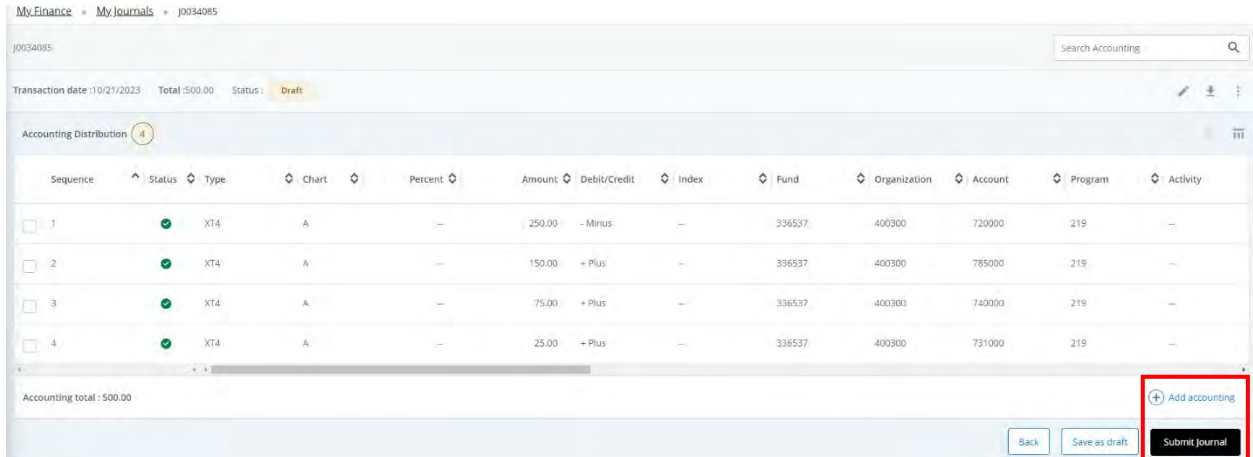 My Finance • My Journals • J0034085
J0034085 Search Accounting
Transaction date :10/21/2023 Total :500.00 Status : Draft
Accounting Distribution 4
Sequence Status Type Chart Percent Amount Debit/Credit Index Fund Organization Account Program Activity
1 XT4 A -- 250.00 - Minus -- 336537 400300 720000 219 --
2 XT4 A -- 150.00 + Plus -- 336537 400300 785000 219 --
3 XT4 A -- 75.00 + Plus -- 336537 400300 740000 219 --
4 XT4 A -- 25.00 + Plus -- 336537 400300 731000 219 --
Accounting total : 500.00 Add accounting
Back Save as draft Submit Journal